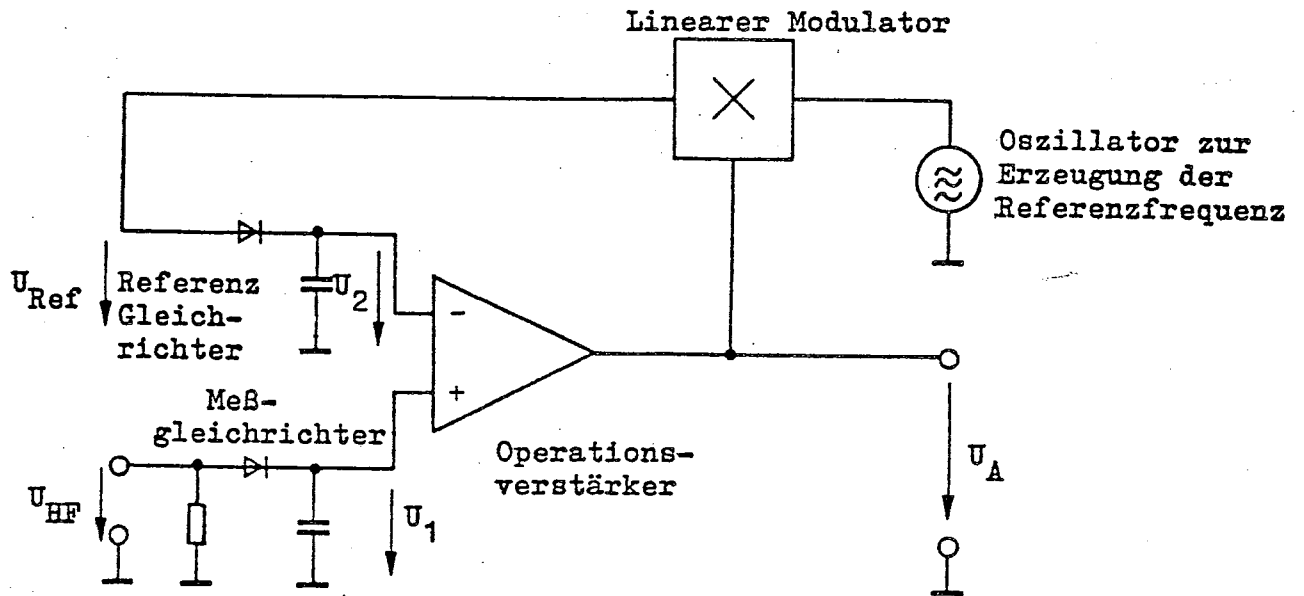 Linearer Modulator
Oszillator zur
Erzeugung der
Referenzfrequenz
U_Ref
Referenz
Gleich-
richter
U_2
-
+
Meß-
gleichrichter
Operations-
verstärker
U_HF
U_1
U_A